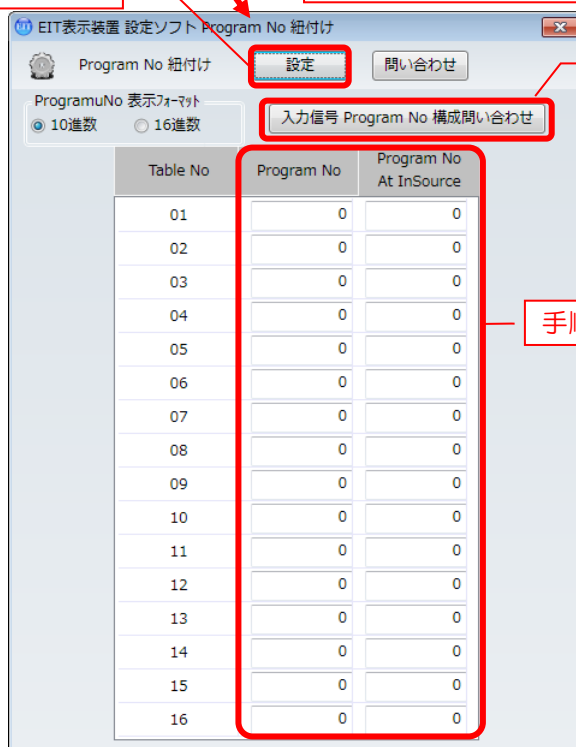 EIT表示装置 設定ソフト Program No 紐付け
Program No 紐付け 設定 問い合わせ
ProgramuNo 表示ﾌｫｰﾏｯﾄ
10進数 16進数
入力信号 Program No 構成問い合わせ
Table No Program No Program No
At InSource
01 0 0
02 0 0
03 0 0
04 0 0
05 0 0
06 0 0
07 0 0
08 0 0
09 0 0
10 0 0
11 0 0
12 0 0
13 0 0
14 0 0
15 0 0
16 0 0
手